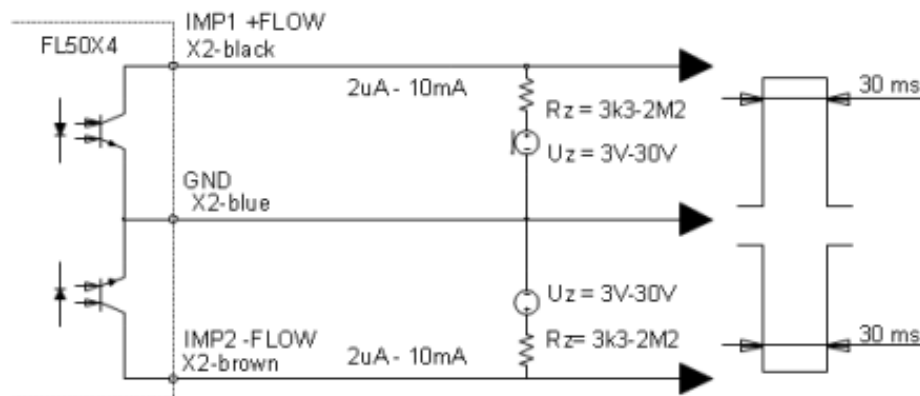 IMP1 +FLOW
FL50X4
X2-black
2uA - 10mA
30 ms
Rz = 3k3-2M2
Uz = 3V-30V
GND
X2-blue
Uz = 3V-30V
IMP2 -FLOW
Rz= 3k3-2M2
30 ms
X2-brown
2uA - 10mA